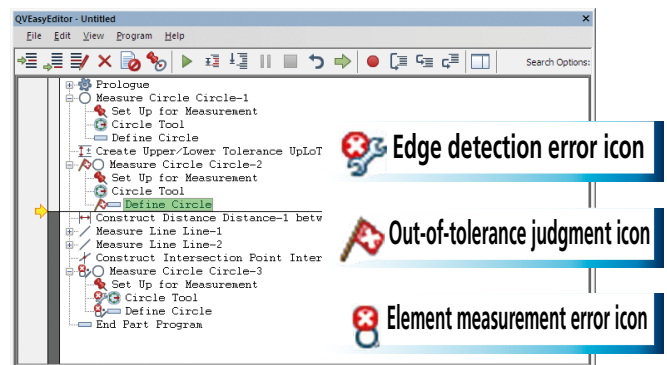 QVEasyEditor - Untitled
×
File Edit View Program Help
Search Options:
Prologue
Measure Circle Circle-1
Set Up for Measurement
Circle Tool
Define Circle
Create Upper/Lower Tolerance UpLoT
Measure Circle Circle-2
Set Up for Measurement
Circle Tool
Define Circle
Construct Distance Distance-1 betw
Measure Line Line-1
Measure Line Line-2
Construct Intersection Point Inter
Measure Circle Circle-3
Set Up for Measurement
Circle Tool
Define Circle
End Part Program
Edge detection error icon
Out-of-tolerance judgment icon
Element measurement error icon